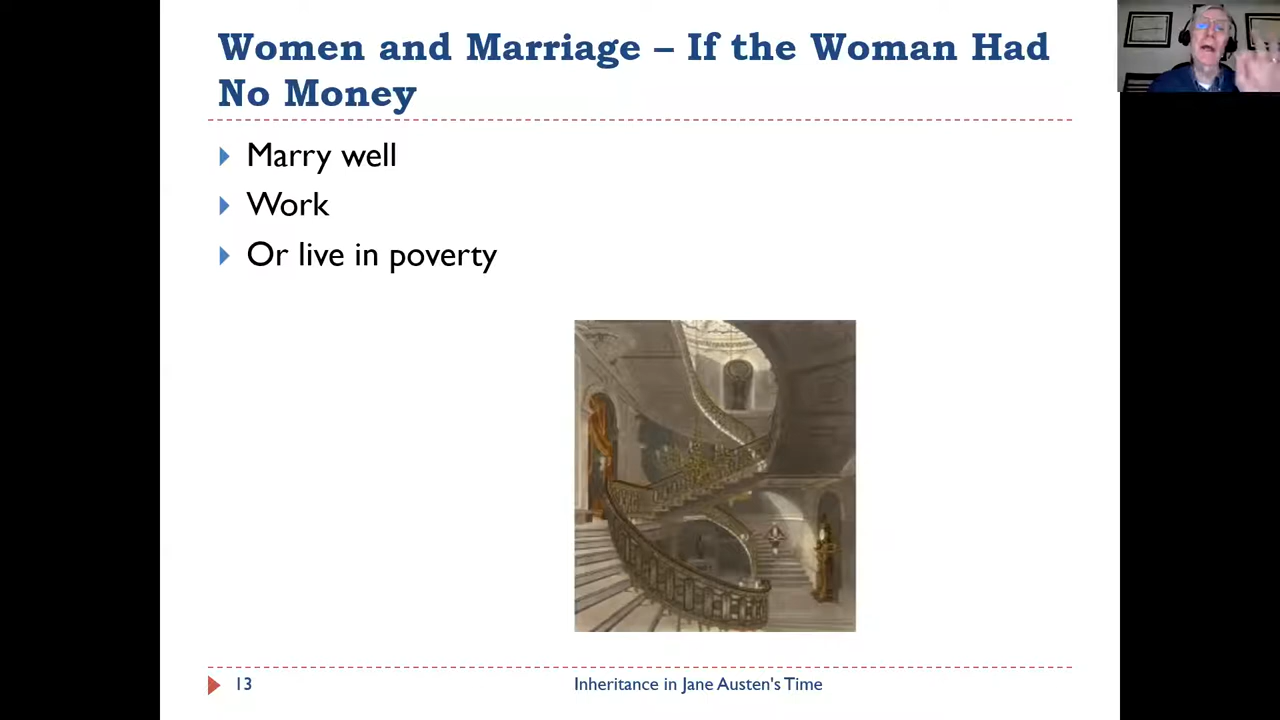 Women and Marriage – If the Woman Had
No Money
Marry well
Work
Or live in poverty
13
Inheritance in Jane Austen's Time